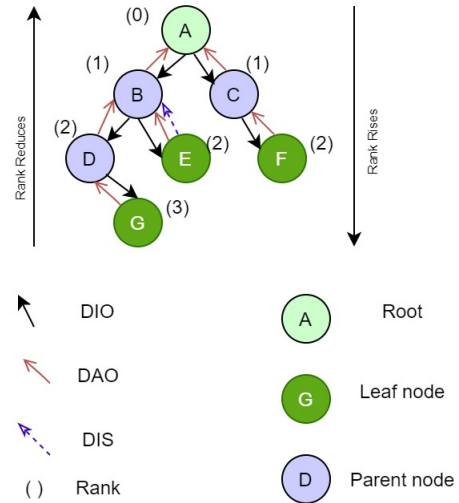 (0)
A
(1)
(1)
B
C
(2)
D
E
(2)
F
(2)
G
(3)
Rank Reduces
Rank Rises
DIO
A
Root
DAO
G
Leaf node
DIS
( )
Rank
D
Parent node